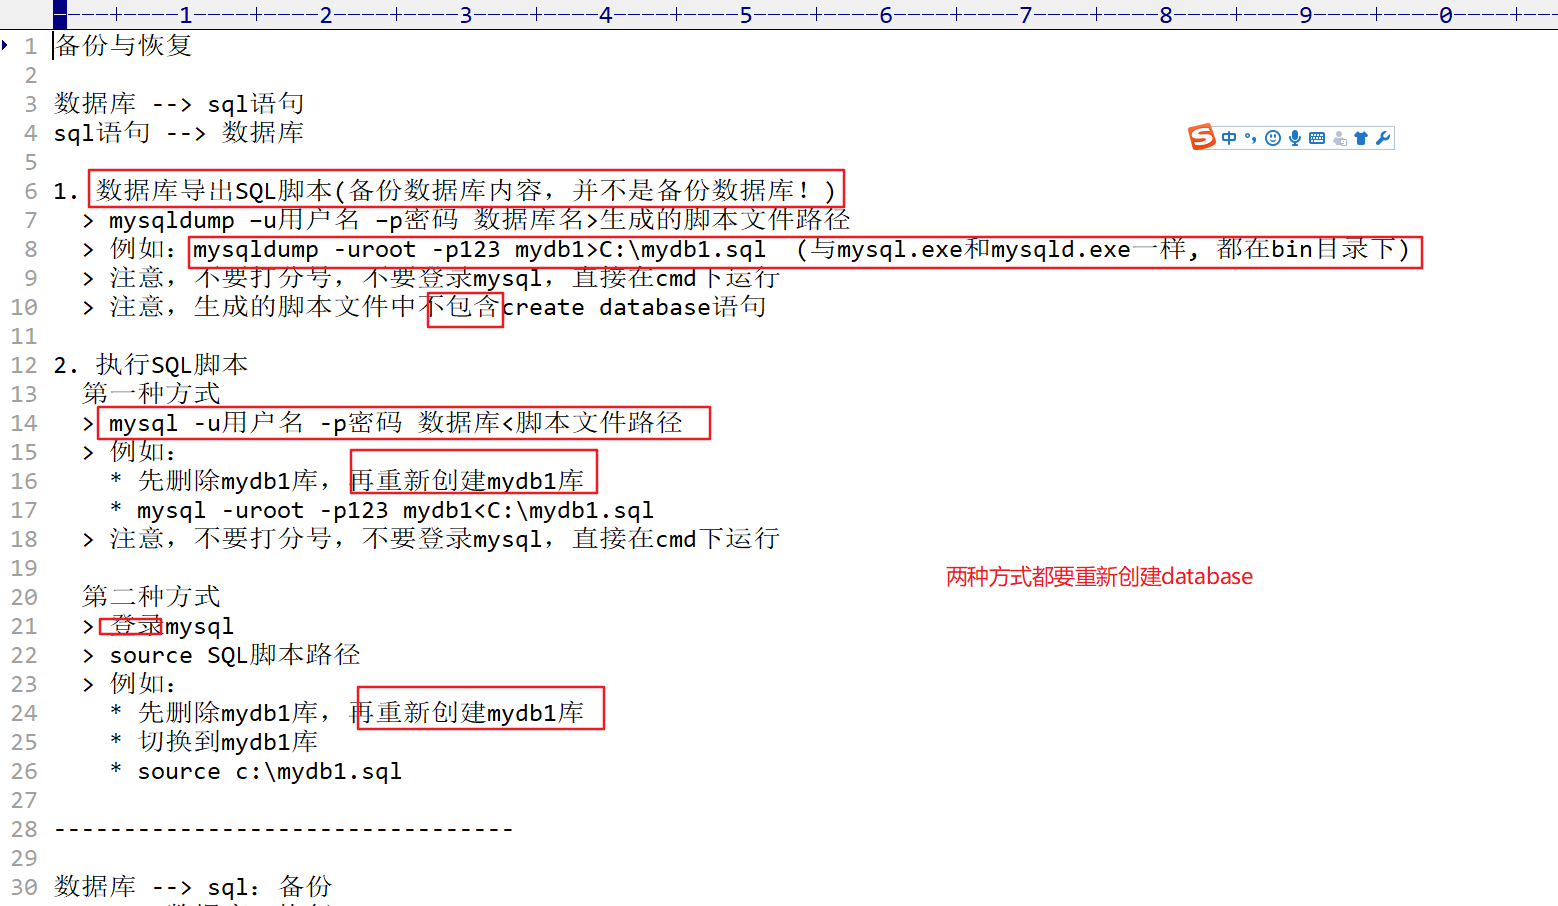 1 2 3 4 5 6 7 8 9 0
1 备份与恢复
2
3 数据库 --> sql语句
4 sql语句 --> 数据库
5
6 1. 数据库导出SQL脚本(备份数据库内容，并不是备份数据库！)
7 > mysqldump –u用户名 –p密码 数据库名>生成的脚本文件路径
8 > 例如：mysqldump -uroot -p123 mydb1>C:\mydb1.sql (与mysql.exe和mysqld.exe一样, 都在bin目录下)
9 > 注意，不要打分号，不要登录mysql，直接在cmd下运行
10 > 注意，生成的脚本文件中不包含create database语句
11
12 2. 执行SQL脚本
13 第一种方式
14 > mysql -u用户名 -p密码 数据库<脚本文件路径
15 > 例如：
16 * 先删除mydb1库，再重新创建mydb1库
17 * mysql -uroot -p123 mydb1<C:\mydb1.sql
18 > 注意，不要打分号，不要登录mysql，直接在cmd下运行
19
两种方式都要重新创建database
20 第二种方式
21 > 登录mysql
22 > source SQL脚本路径
23 > 例如：
24 * 先删除mydb1库，再重新创建mydb1库
25 * 切换到mydb1库
26 * source c:\mydb1.sql
27
28 ---------------------------------
29
30 数据库 --> sql：备份
中